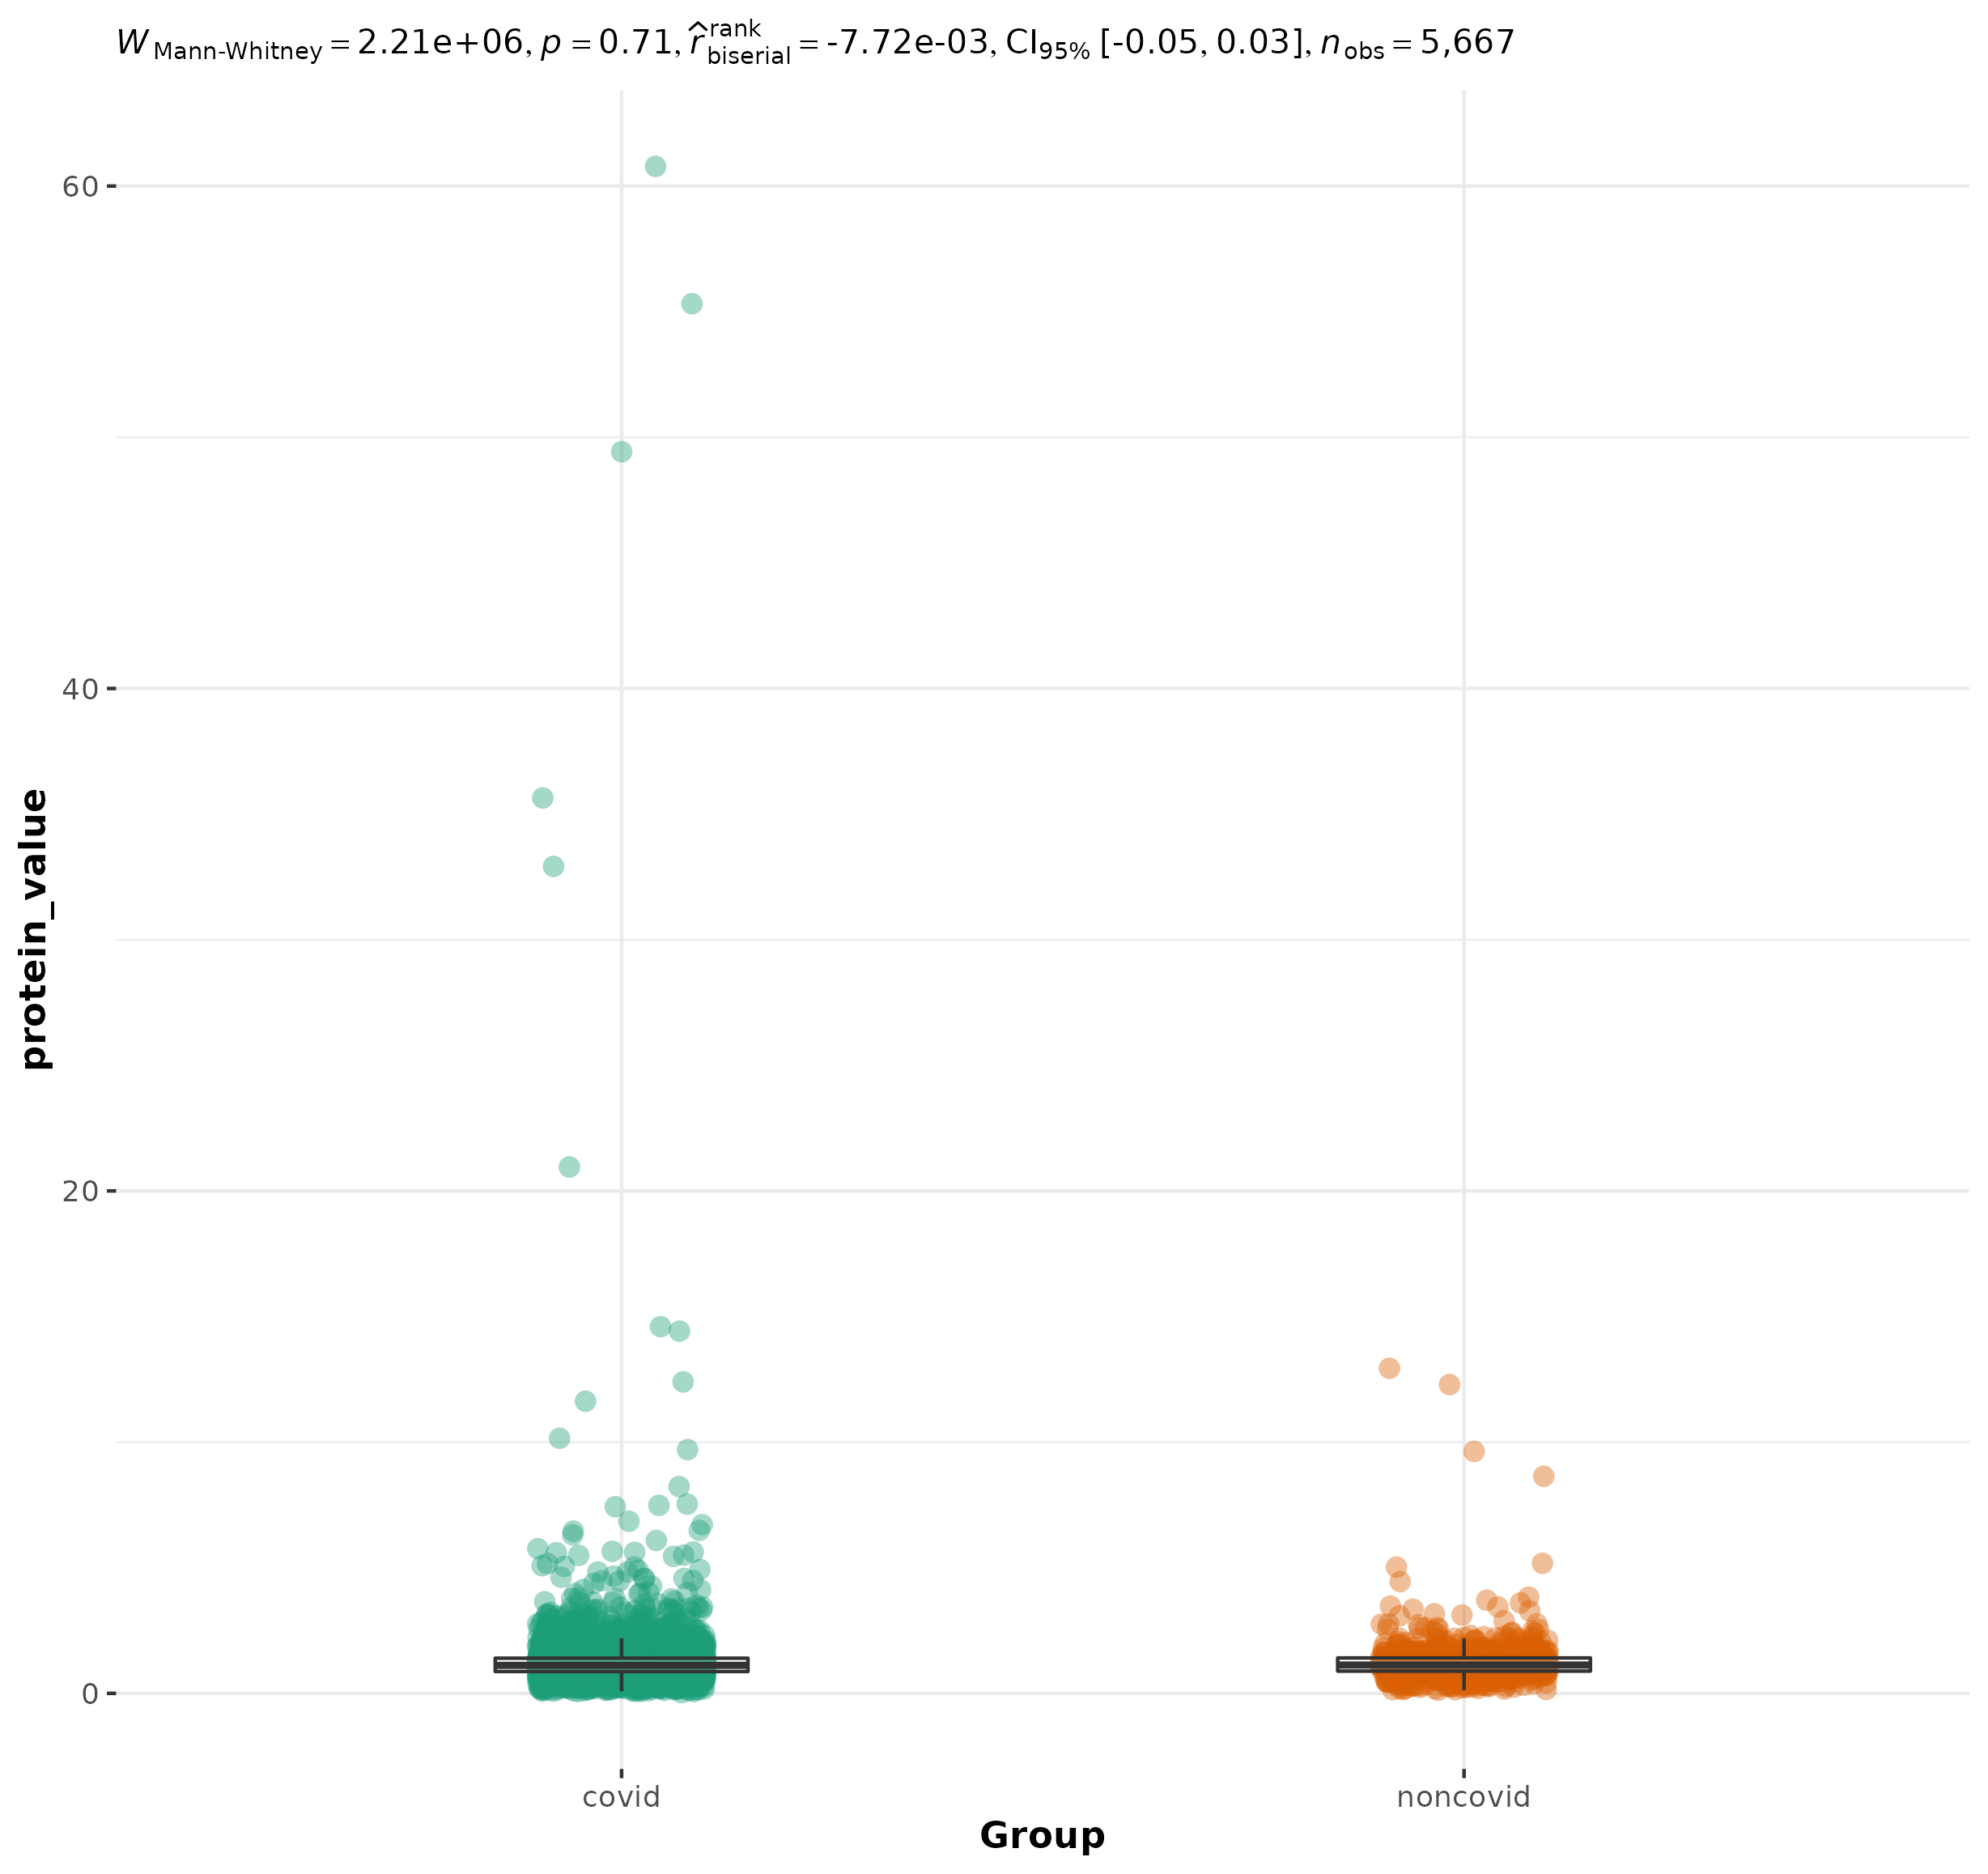 W Mann-Whitney = 2.21e+06, p = 0.71, r̂ rank biserial = -7.72e-03, CI95% [-0.05, 0.03], nobs = 5,667
60
40
20
0
protein_value
covid
noncovid
Group